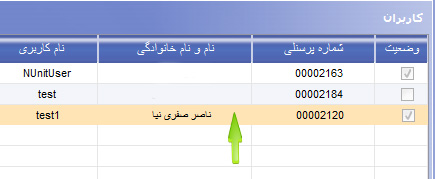 کاربران
وضعیت شماره پرسنلی نام و نام خانوادگی نام کاربری
00002163 NUnitUser
00002184 test
00002120 ناصر صفری نیا test1